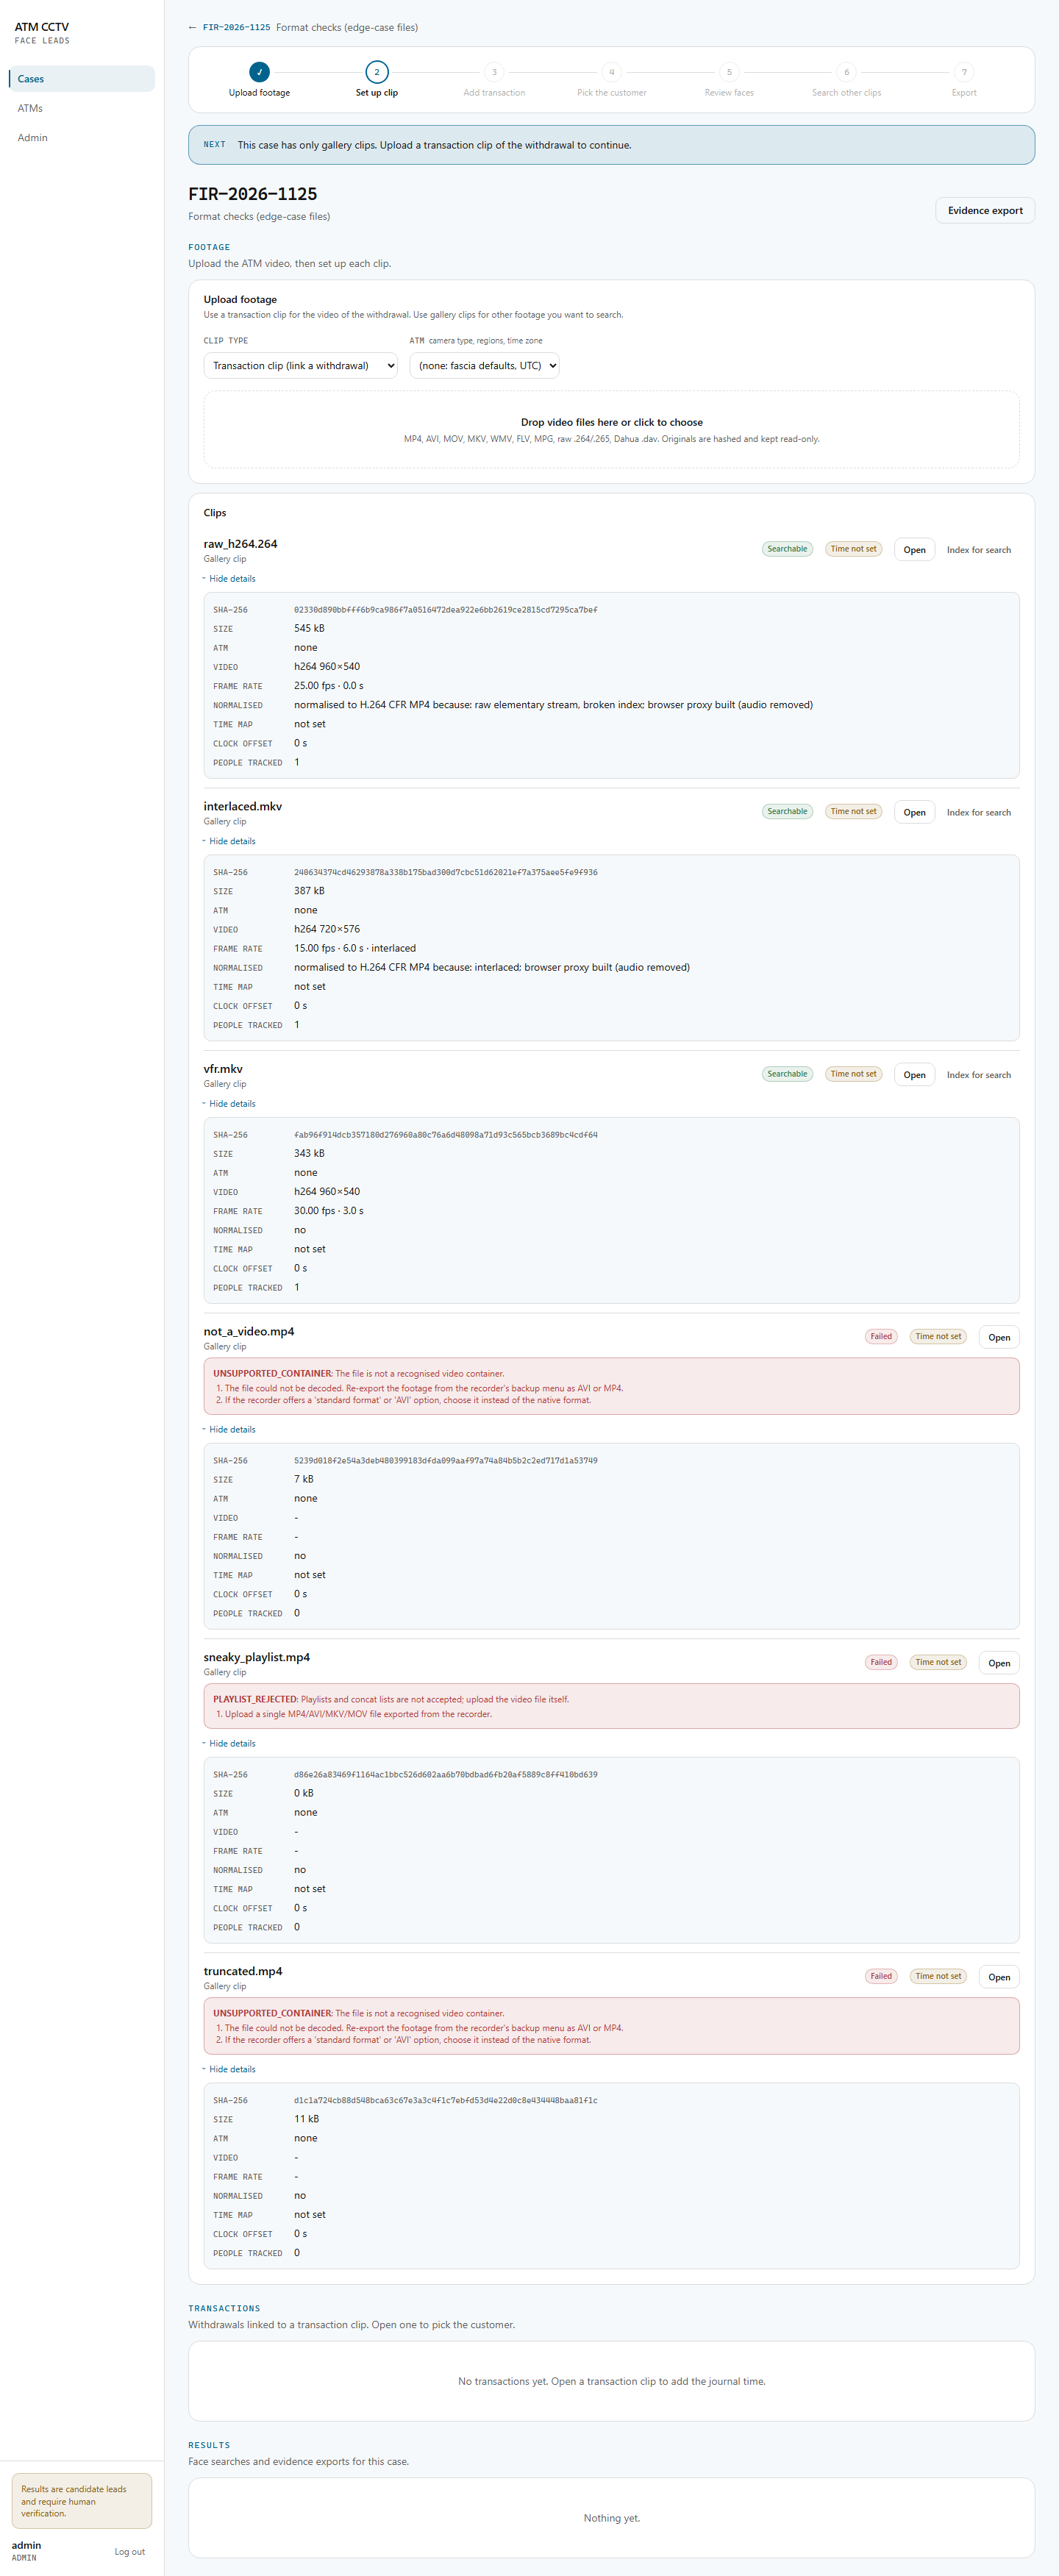 ATM CCTV
FACE LEADS
Cases
ATMs
Admin
← FIR-2026-1125 Format checks (edge-case files)
✓ 2 3 4 5 6 7
Upload footage Set up clip Add transaction Pick the customer Review faces Search other clips Export
NEXT This case has only gallery clips. Upload a transaction clip of the withdrawal to continue.
FIR-2026-1125
Format checks (edge-case files)
Evidence export
FOOTAGE
Upload the ATM video, then set up each clip.
Upload footage
Use a transaction clip for the video of the withdrawal. Use gallery clips for other footage you want to search.
CLIP TYPE ATM camera type, regions, time zone
Transaction clip (link a withdrawal) (none: fascia defaults, UTC)
Drop video files here or click to choose
MP4, AVI, MOV, MKV, WMV, FLV, MPG, raw .264/.265, Dahua .dav. Originals are hashed and kept read-only.
Clips
raw_h264.264 Searchable Time not set Open Index for search
Gallery clip
Hide details
SHA-256
SIZE 545 kB
ATM none
VIDEO h264 960×540
FRAME RATE 25.00 fps · 0.0 s
NORMALISED normalised to H.264 CFR MP4 because: raw elementary stream, broken index; browser proxy built (audio removed)
TIME MAP not set
CLOCK OFFSET 0 s
PEOPLE TRACKED 1
interlaced.mkv Searchable Time not set Open Index for search
Gallery clip
Hide details
SHA-256
SIZE 387 kB
ATM none
VIDEO h264 720×576
FRAME RATE 15.00 fps · 6.0 s · interlaced
NORMALISED normalised to H.264 CFR MP4 because: interlaced; browser proxy built (audio removed)
TIME MAP not set
CLOCK OFFSET 0 s
PEOPLE TRACKED 1
vfr.mkv Searchable Time not set Open Index for search
Gallery clip
Hide details
SHA-256
SIZE 343 kB
ATM none
VIDEO h264 960×540
FRAME RATE 30.00 fps · 3.0 s
NORMALISED no
TIME MAP not set
CLOCK OFFSET 0 s
PEOPLE TRACKED 1
not_a_video.mp4 Failed Time not set Open
Gallery clip
UNSUPPORTED_CONTAINER: The file is not a recognised video container.
1. The file could not be decoded. Re-export the footage from the recorder's backup menu as AVI or MP4.
2. If the recorder offers a 'standard format' or 'AVI' option, choose it instead of the native format.
Hide details
SHA-256
SIZE 7 kB
ATM none
VIDEO -
FRAME RATE -
NORMALISED no
TIME MAP not set
CLOCK OFFSET 0 s
PEOPLE TRACKED 0
sneaky_playlist.mp4 Failed Time not set Open
Gallery clip
PLAYLIST_REJECTED: Playlists and concat lists are not accepted; upload the video file itself.
1. Upload a single MP4/AVI/MKV/MOV file exported from the recorder.
Hide details
SHA-256
SIZE 0 kB
ATM none
VIDEO -
FRAME RATE -
NORMALISED no
TIME MAP not set
CLOCK OFFSET 0 s
PEOPLE TRACKED 0
truncated.mp4 Failed Time not set Open
Gallery clip
UNSUPPORTED_CONTAINER: The file is not a recognised video container.
1. The file could not be decoded. Re-export the footage from the recorder's backup menu as AVI or MP4.
2. If the recorder offers a 'standard format' or 'AVI' option, choose it instead of the native format.
Hide details
SHA-256
SIZE 11 kB
ATM none
VIDEO -
FRAME RATE -
NORMALISED no
TIME MAP not set
CLOCK OFFSET 0 s
PEOPLE TRACKED 0
TRANSACTIONS
Withdrawals linked to a transaction clip. Open one to pick the customer.
No transactions yet. Open a transaction clip to add the journal time.
RESULTS
Face searches and evidence exports for this case.
Nothing yet.
Results are candidate leads
and require human
verification.
admin
ADMIN
Log out